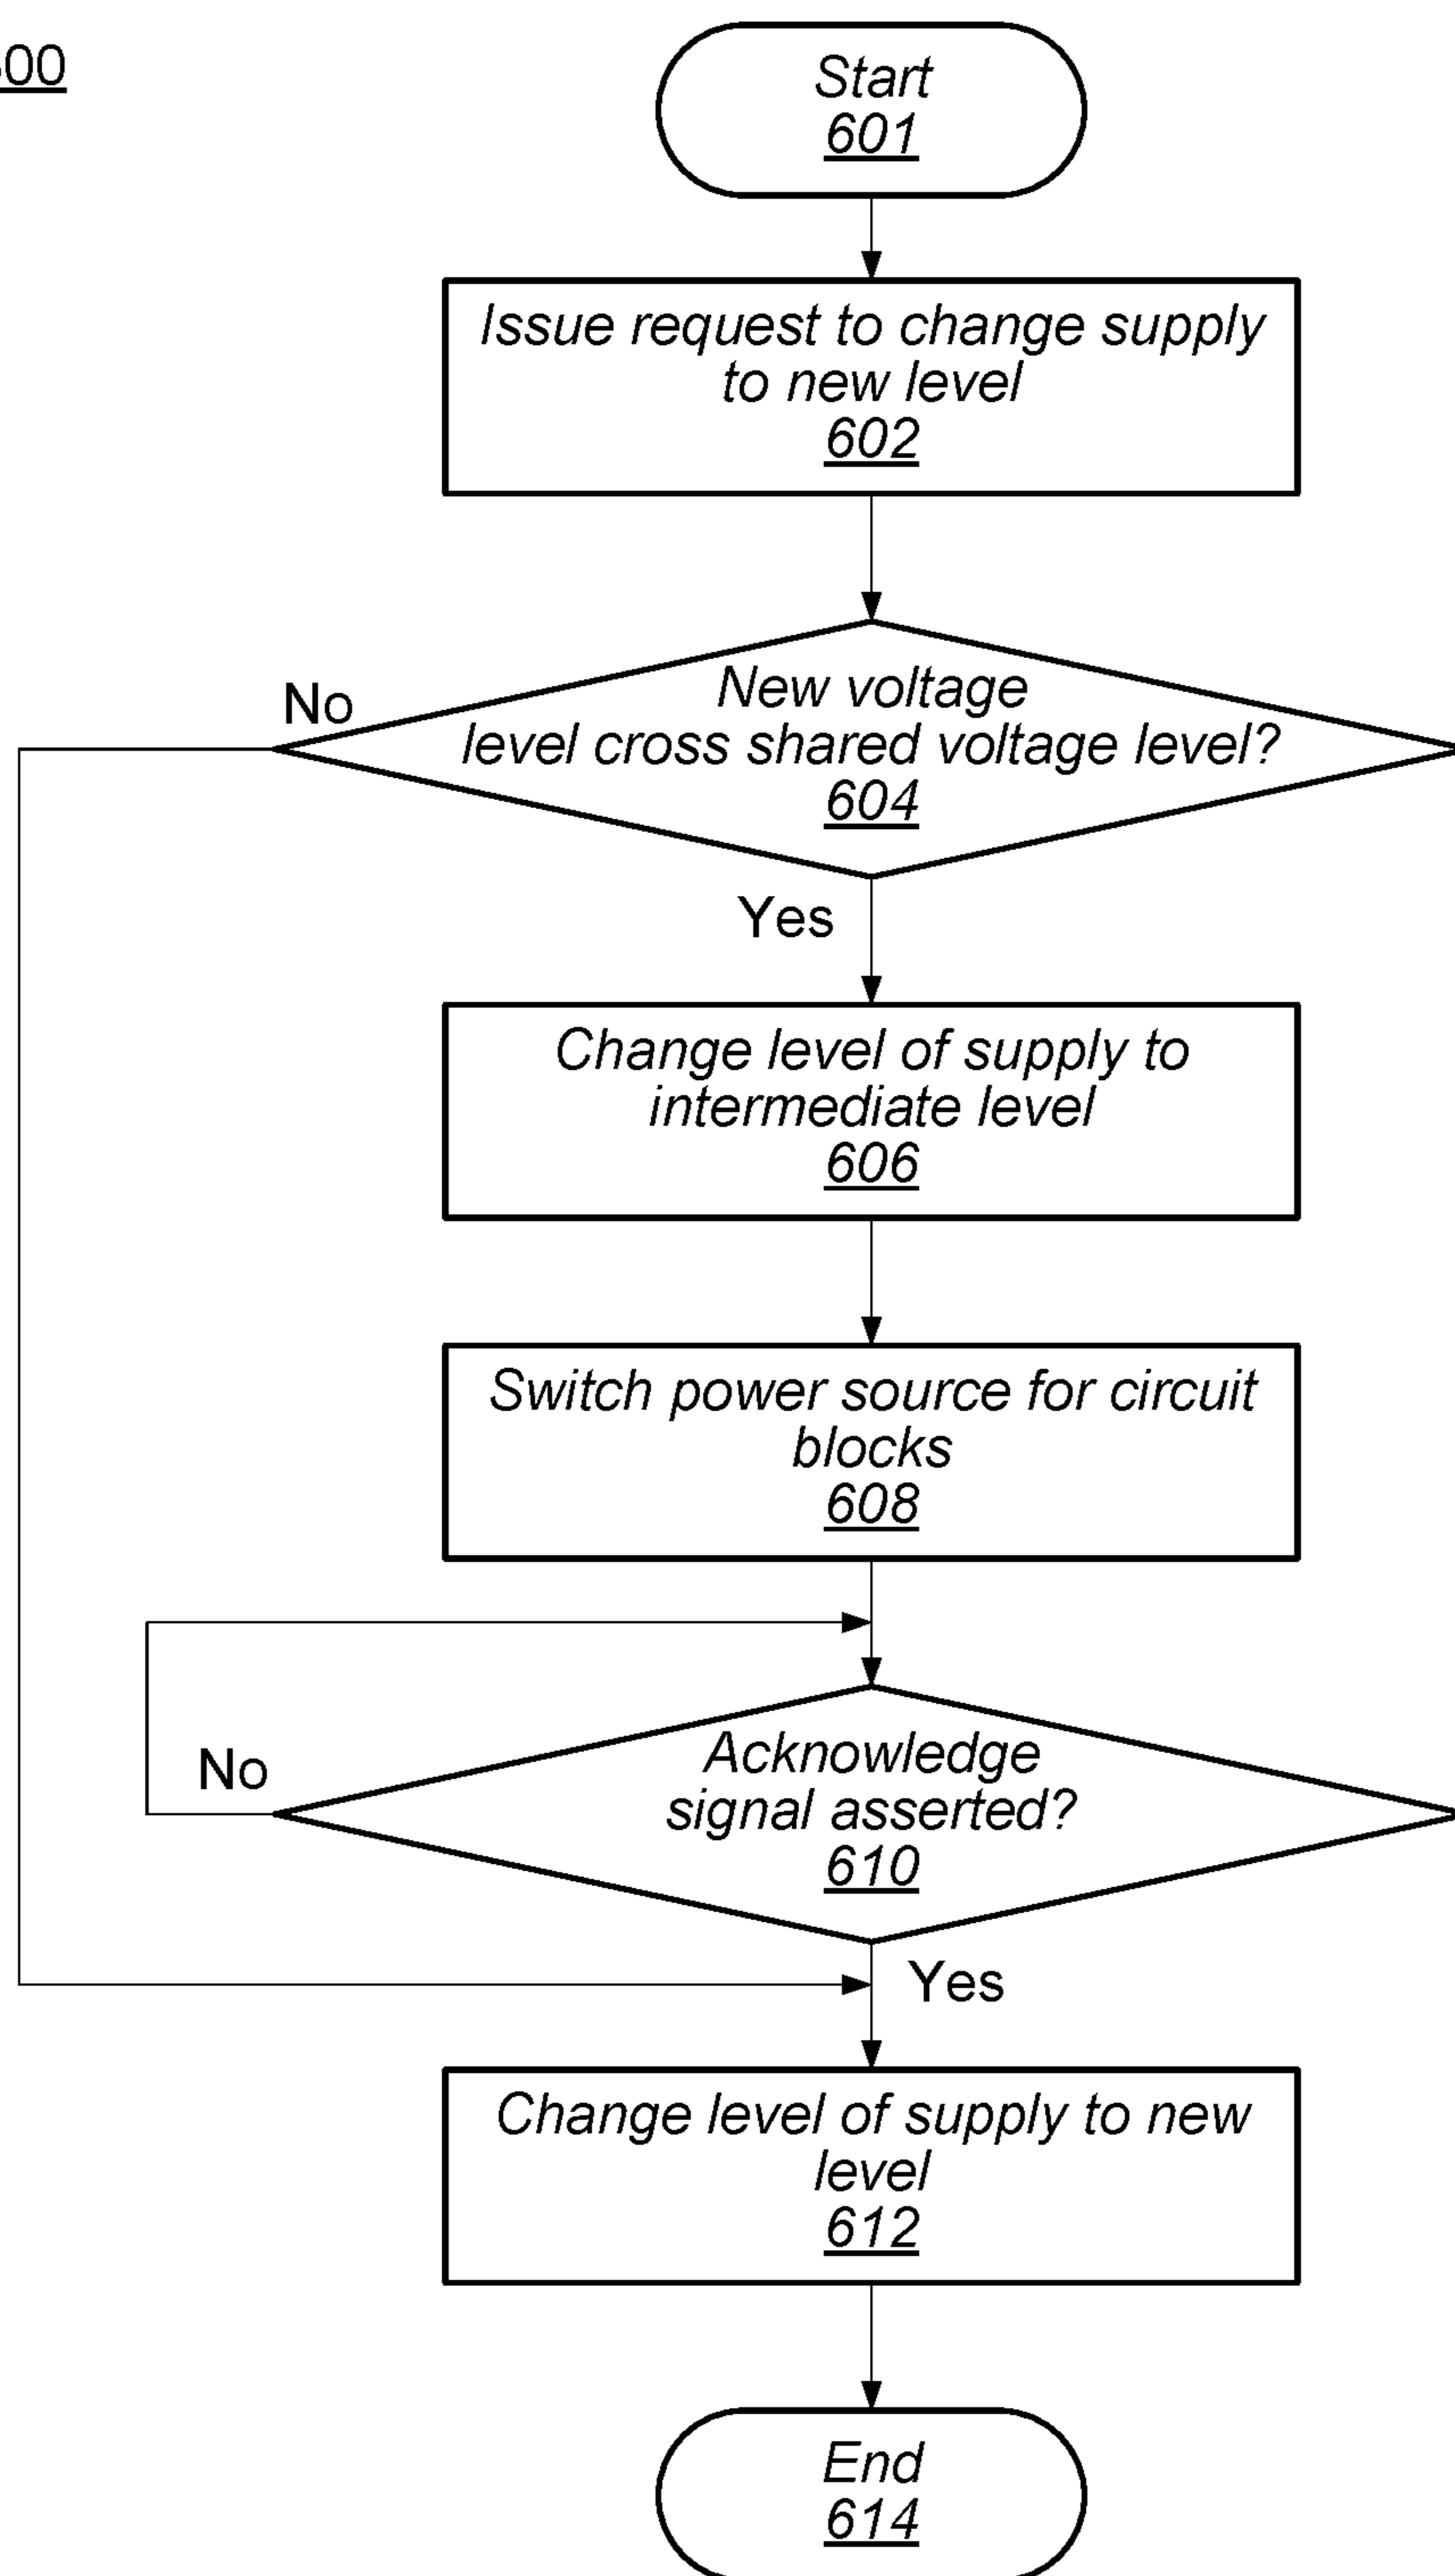 00
Start
601
Issue request to change supply
to new level
602
New voltage
level cross shared voltage level?
604
No
Yes
Change level of supply to
intermediate level
606
Switch power source for circuit
blocks
608
Acknowledge
signal asserted?
610
No
Yes
Change level of supply to new
level
612
End
614